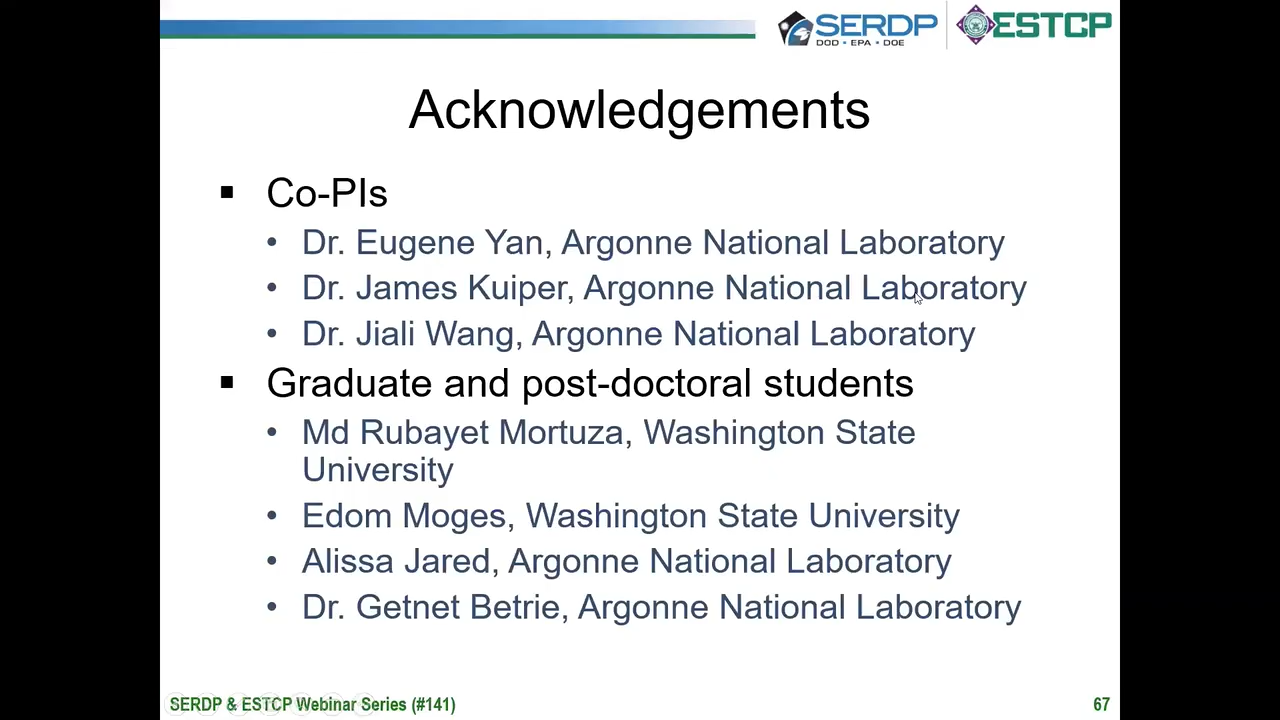 SERDP
DOD • EPA • DOE
ESTCP
Acknowledgements
▪ Co-PIs
• Dr. Eugene Yan, Argonne National Laboratory
• Dr. James Kuiper, Argonne National Laboratory
• Dr. Jiali Wang, Argonne National Laboratory
▪ Graduate and post-doctoral students
• Md Rubayet Mortuza, Washington State
University
• Edom Moges, Washington State University
• Alissa Jared, Argonne National Laboratory
• Dr. Getnet Betrie, Argonne National Laboratory
SERDP & ESTCP Webinar Series (#141)
67